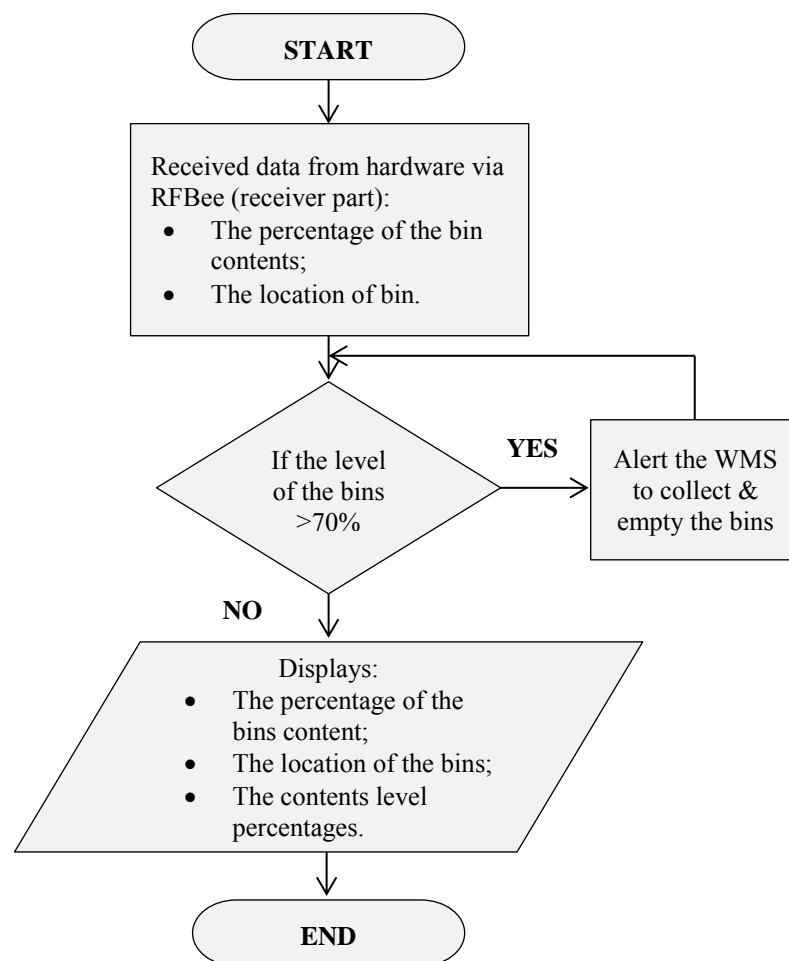 START
Received data from hardware via
RFBee (receiver part):
• The percentage of the bin
contents;
• The location of bin.
If the level
of the bins
>70%
YES
Alert the WMS
to collect &
empty the bins
NO
Displays:
• The percentage of the
bins content;
• The location of the bins;
• The contents level
percentages.
END